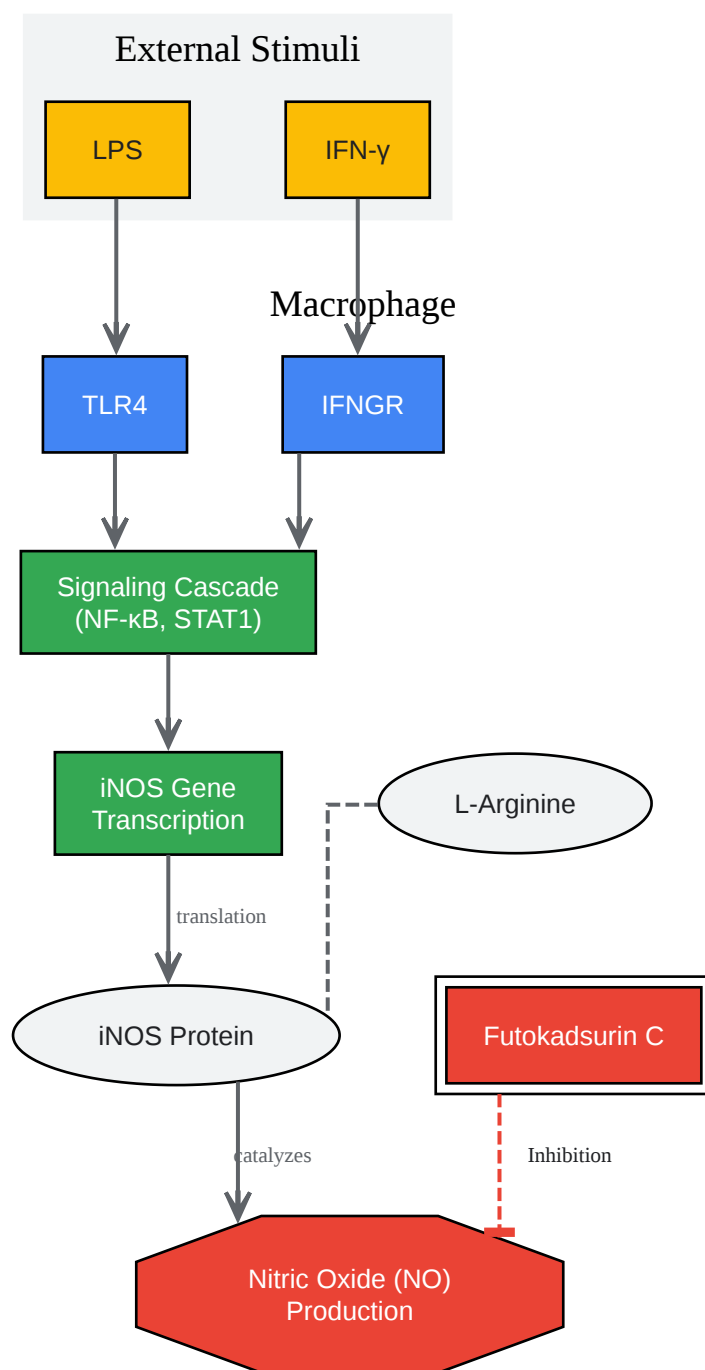 External Stimuli
LPS
IFN-γ
Macrophage
TLR4
IFNGR
Signaling Cascade
(NF-κB, STAT1)
iNOS Gene
Transcription
L-Arginine
translation
iNOS Protein
Futokadsurin C
catalyzes
Inhibition
Nitric Oxide (NO)
Production